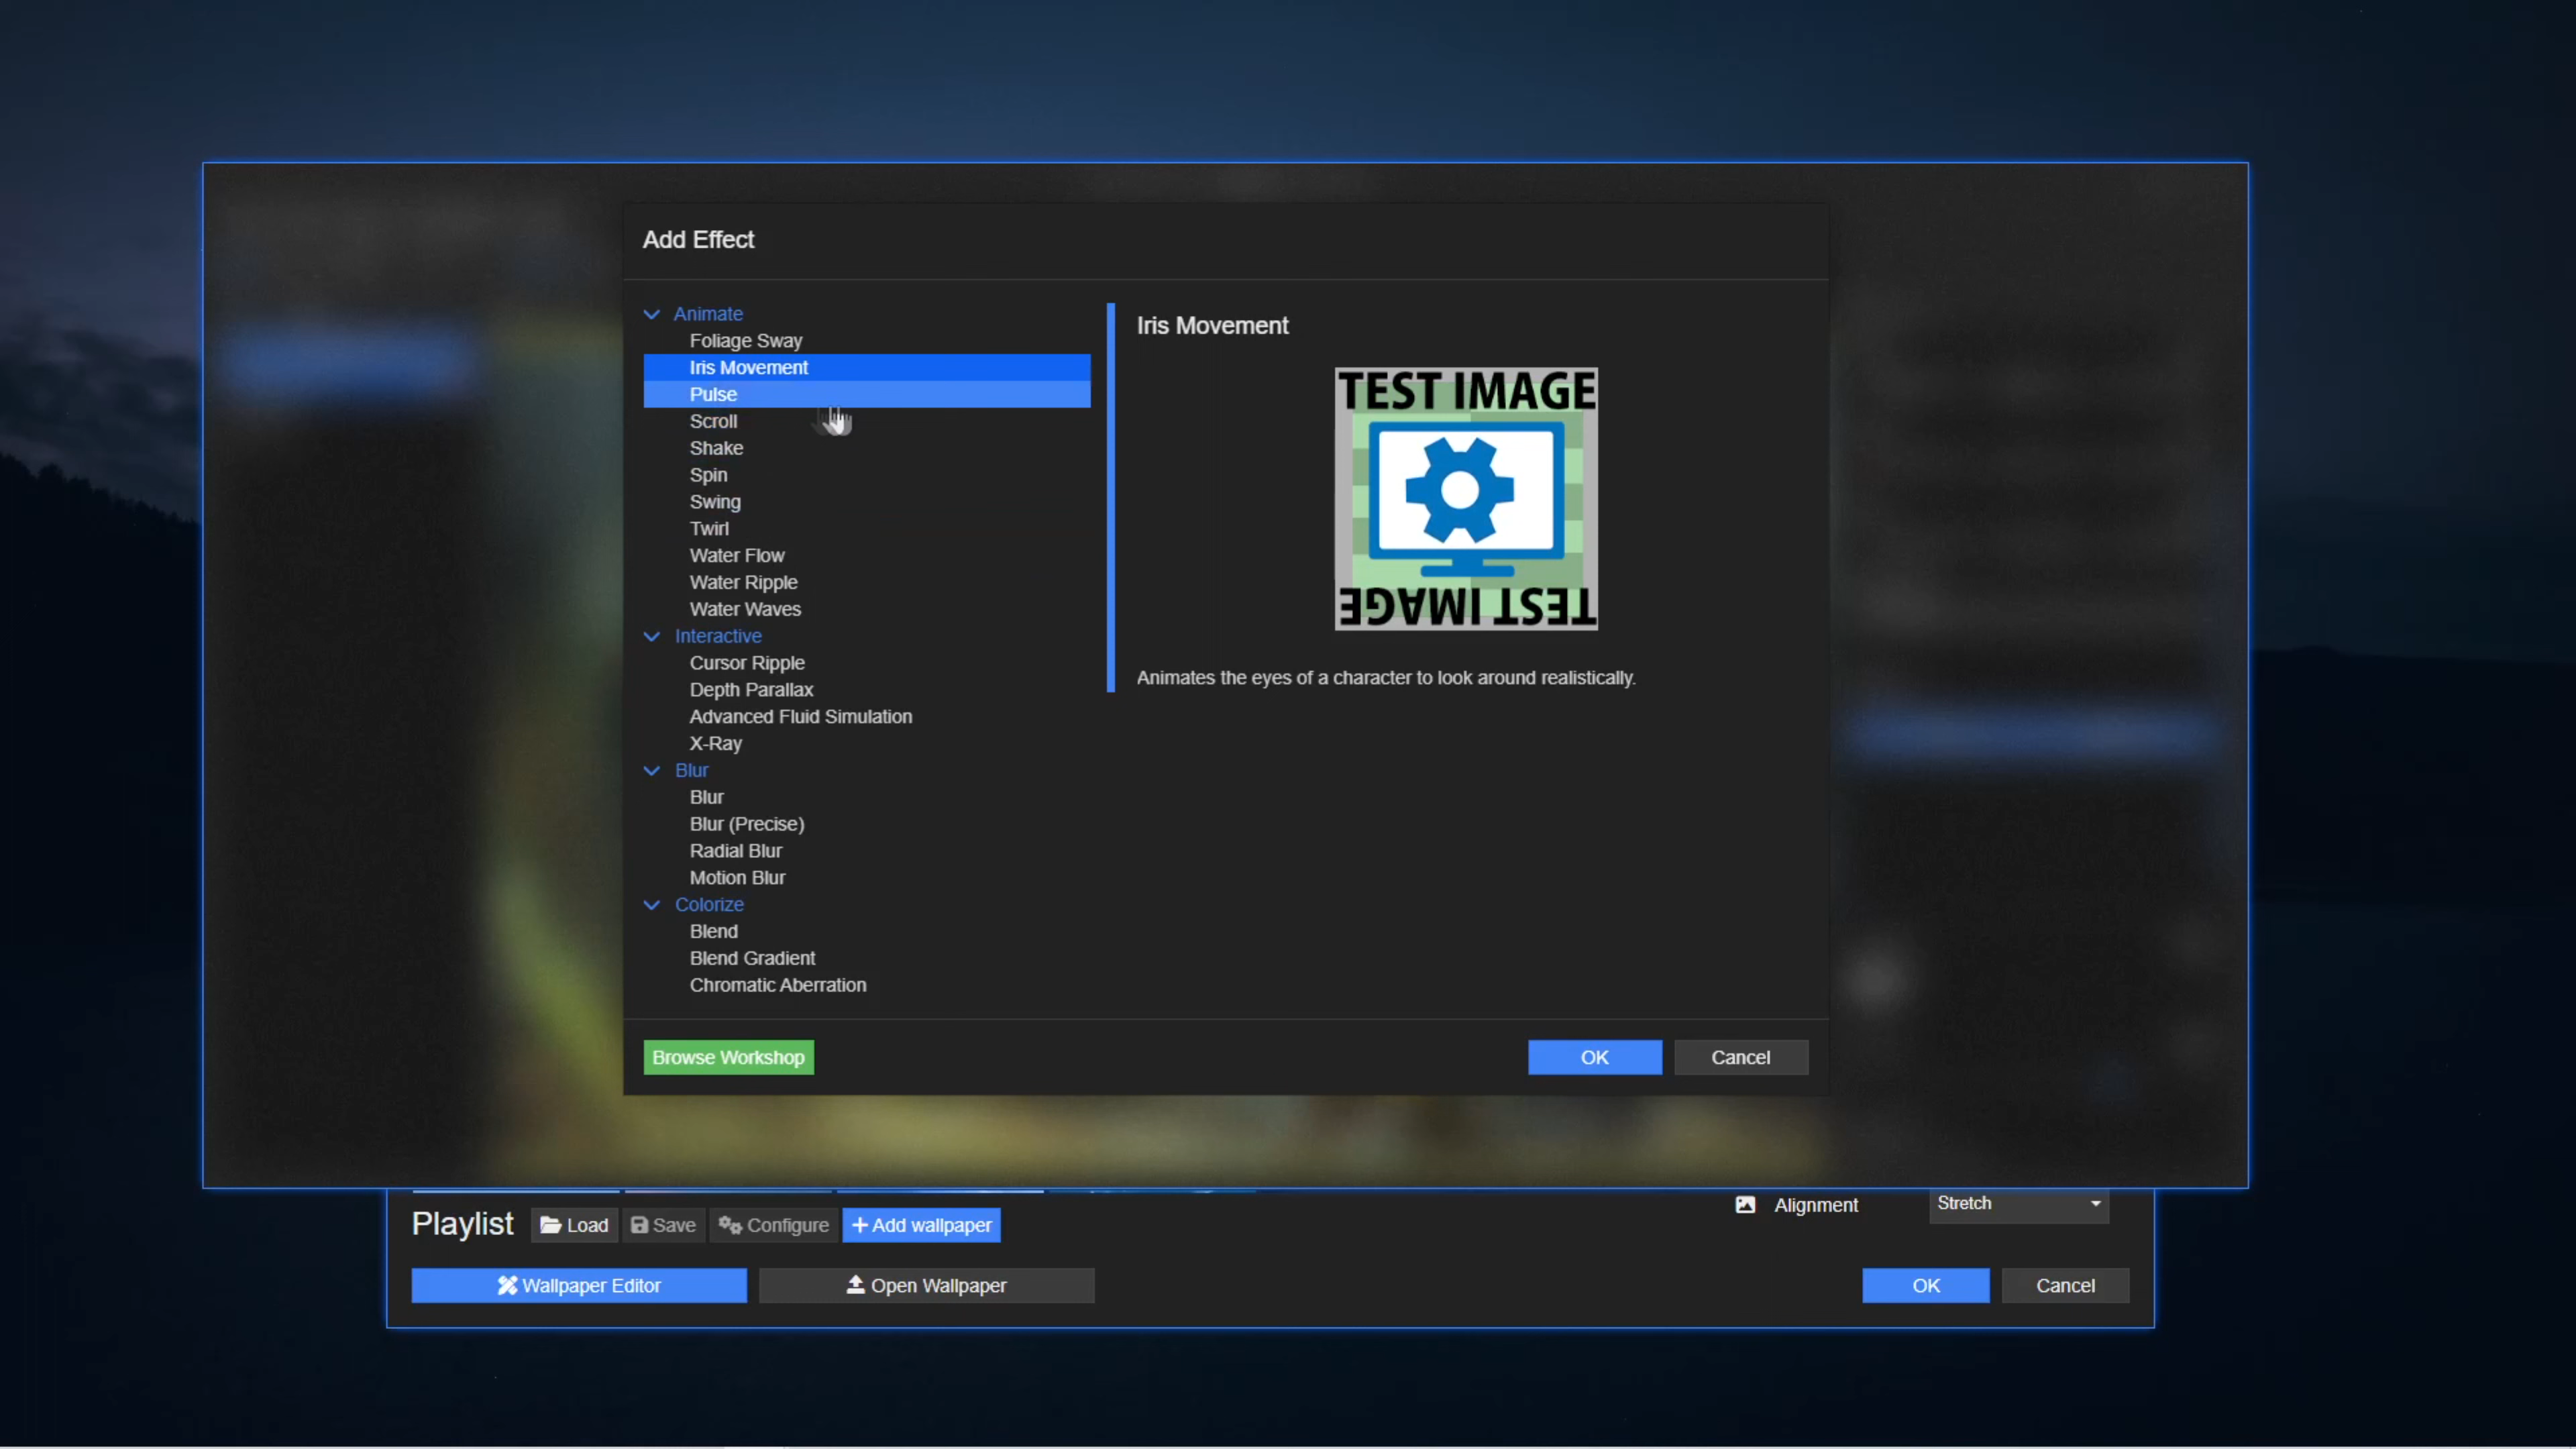 Add Effect
Animate
Foliage Sway
Iris Movement
Pulse
Scroll
Shake
Spin
Swing
Twirl
Water Flow
Water Ripple
Water Waves
Interactive
Cursor Ripple
Depth Parallax
Advanced Fluid Simulation
X-Ray
Blur
Blur
Blur (Precise)
Radial Blur
Motion Blur
Colorize
Blend
Blend Gradient
Chromatic Aberration
Iris Movement
TEST IMAGE
TEST IMAGE
Animates the eyes of a character to look around realistically.
Browse Workshop
OK
Cancel
Playlist
Load
Save
Configure
Add wallpaper
Alignment
Stretch
Wallpaper Editor
Open Wallpaper
OK
Cancel